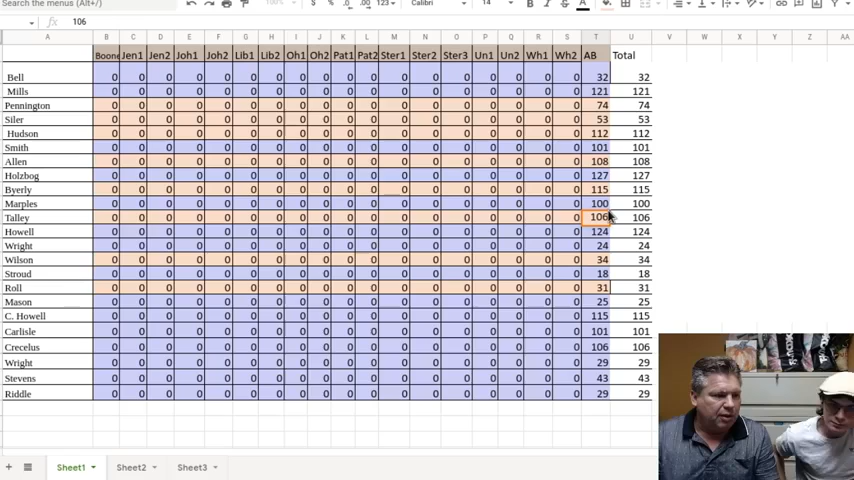 Search the menus (Alt+/)
100% $ % .0 .00 123 Calibri 14 B I S A
fx 106
A B C D E F G H I J K L M N O P Q R S T U V W X Y Z AA
Boone Jen1 Jen2 Joh1 Joh2 Lib1 Lib2 Oh1 Oh2 Pat1 Pat2 Ster1 Ster2 Ster3 Un1 Un2 Wh1 Wh2 AB Total
Bell 0 0 0 0 0 0 0 0 0 0 0 0 0 0 0 0 0 0 32 32
Mills 0 0 0 0 0 0 0 0 0 0 0 0 0 0 0 0 0 0 121 121
Pennington 0 0 0 0 0 0 0 0 0 0 0 0 0 0 0 0 0 0 74 74
Siler 0 0 0 0 0 0 0 0 0 0 0 0 0 0 0 0 0 0 53 53
Hudson 0 0 0 0 0 0 0 0 0 0 0 0 0 0 0 0 0 0 112 112
Smith 0 0 0 0 0 0 0 0 0 0 0 0 0 0 0 0 0 0 101 101
Allen 0 0 0 0 0 0 0 0 0 0 0 0 0 0 0 0 0 0 108 108
Holzbog 0 0 0 0 0 0 0 0 0 0 0 0 0 0 0 0 0 0 127 127
Byerly 0 0 0 0 0 0 0 0 0 0 0 0 0 0 0 0 0 0 115 115
Marples 0 0 0 0 0 0 0 0 0 0 0 0 0 0 0 0 0 0 100 100
Talley 0 0 0 0 0 0 0 0 0 0 0 0 0 0 0 0 0 0 106 106
Howell 0 0 0 0 0 0 0 0 0 0 0 0 0 0 0 0 0 0 124 124
Wright 0 0 0 0 0 0 0 0 0 0 0 0 0 0 0 0 0 0 24 24
Wilson 0 0 0 0 0 0 0 0 0 0 0 0 0 0 0 0 0 0 34 34
Stroud 0 0 0 0 0 0 0 0 0 0 0 0 0 0 0 0 0 0 18 18
Roll 0 0 0 0 0 0 0 0 0 0 0 0 0 0 0 0 0 0 31 31
Mason 0 0 0 0 0 0 0 0 0 0 0 0 0 0 0 0 0 0 25 25
C. Howell 0 0 0 0 0 0 0 0 0 0 0 0 0 0 0 0 0 0 115 115
Carlisle 0 0 0 0 0 0 0 0 0 0 0 0 0 0 0 0 0 0 101 101
Crecelus 0 0 0 0 0 0 0 0 0 0 0 0 0 0 0 0 0 0 106 106
Wright 0 0 0 0 0 0 0 0 0 0 0 0 0 0 0 0 0 0 29 29
Stevens 0 0 0 0 0 0 0 0 0 0 0 0 0 0 0 0 0 0 43 43
Riddle 0 0 0 0 0 0 0 0 0 0 0 0 0 0 0 0 0 0 29 29
Sheet1 Sheet2 Sheet3